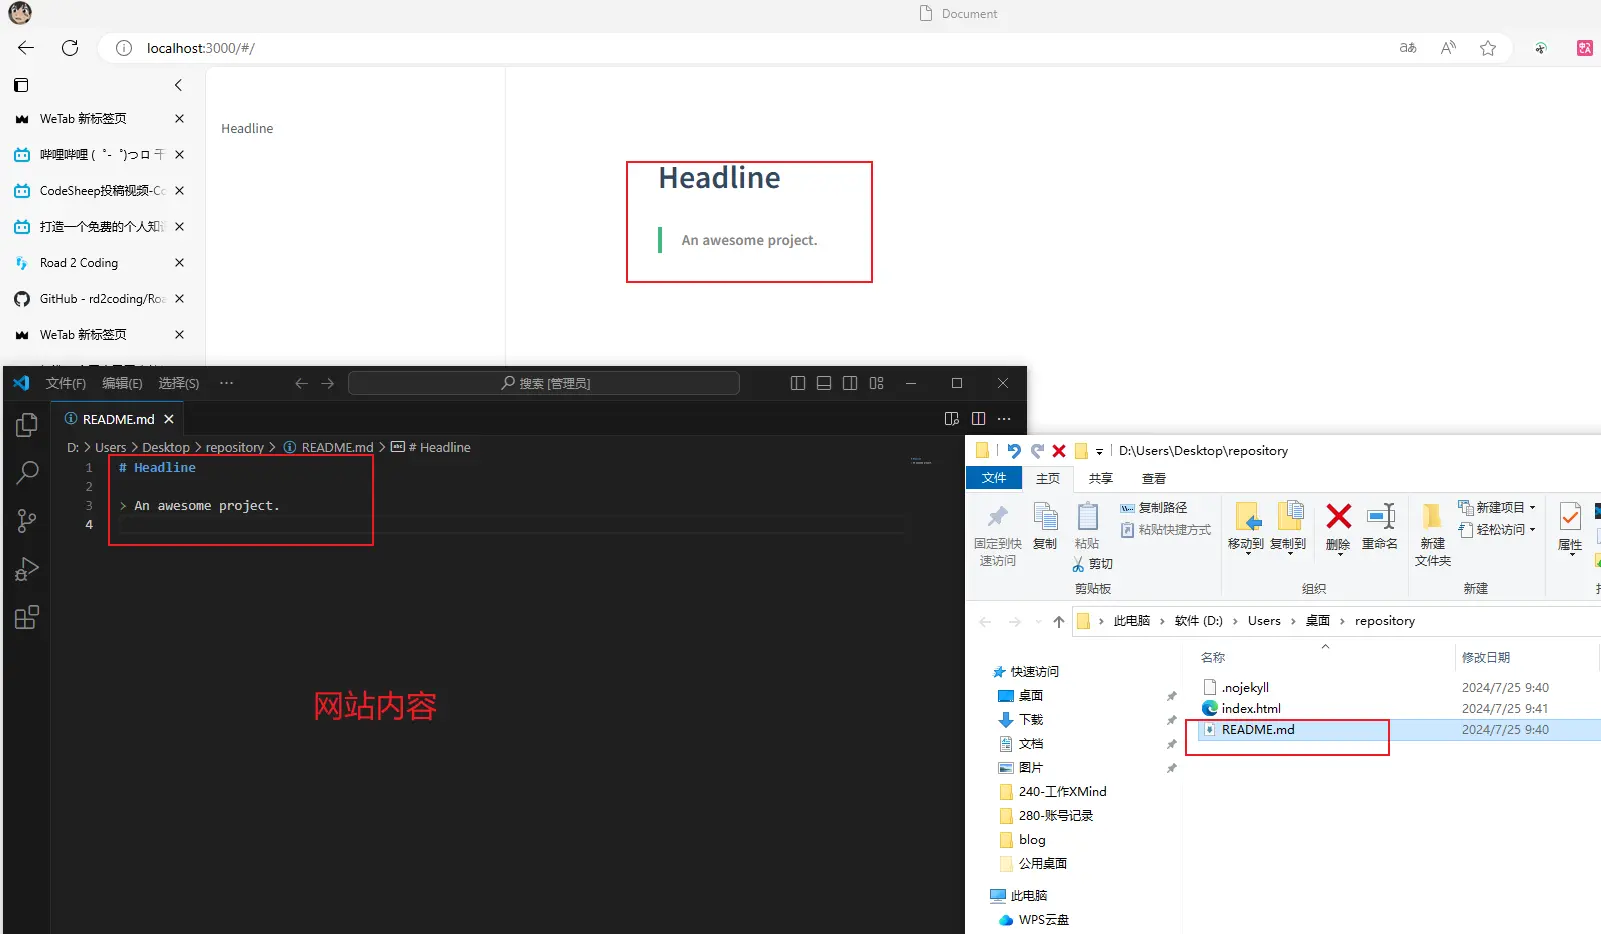 Document
localhost:3000/#/
WeTab 新标签页
哔哩哔哩 (゜-゜)つロ 干
CodeSheep投稿视频-Co
打造一个免费的个人知识
Road 2 Coding
GitHub - rd2coding/Roa
WeTab 新标签页
Headline
Headline
An awesome project.
文件(F) 编辑(E) 选择(S) ··· 搜索 [管理员]
README.md
D: > Users > Desktop > repository > README.md > # Headline
1 # Headline
2
3 > An awesome project.
4
网站内容
D:\Users\Desktop\repository
文件 主页 共享 查看
固定到快速访问
复制
粘贴
复制路径
粘贴快捷方式
剪切
剪贴板
移动到
复制到
删除
重命名
组织
新建文件夹
新建项目
轻松访问
新建
属性
此电脑 › 软件 (D:) › Users › 桌面 › repository
名称 修改日期
.nojekyll 2024/7/25 9:40
index.html 2024/7/25 9:41
README.md 2024/7/25 9:40
快速访问
桌面
下载
文档
图片
240-工作XMind
280-账号记录
blog
公用桌面
此电脑
WPS云盘